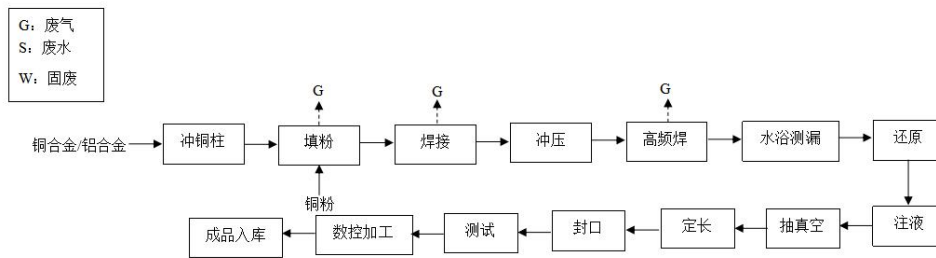 G：废气
S：废水
W：固废
G
G
G
铜合金/铝合金
冲铜柱
填粉
焊接
冲压
高频焊
水浴测漏
还原
铜粉
成品入库
数控加工
测试
封口
定长
抽真空
注液